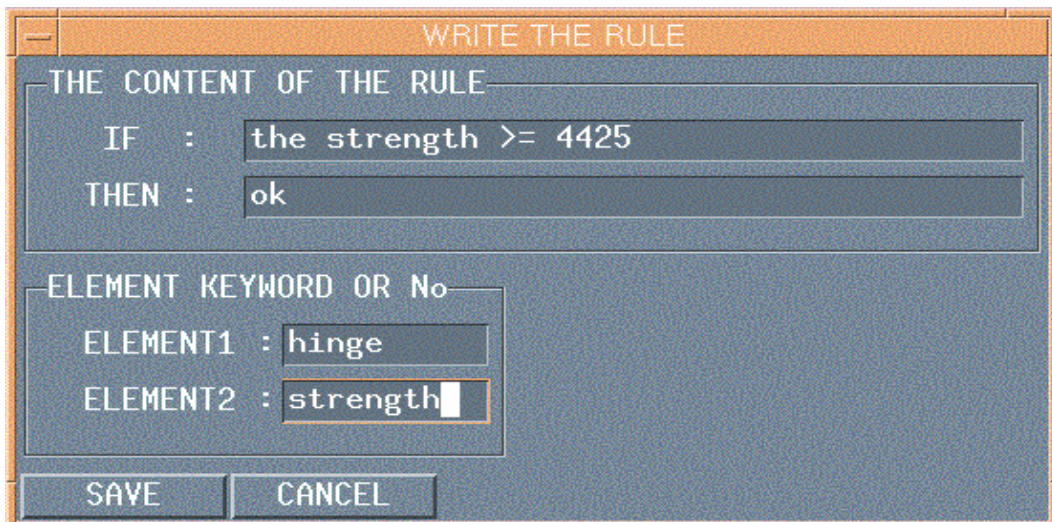 WRITE THE RULE
THE CONTENT OF THE RULE
IF : the strength >= 4425
THEN : ok
ELEMENT KEYWORD OR No
ELEMENT1 : hinge
ELEMENT2 : strength
SAVE CANCEL